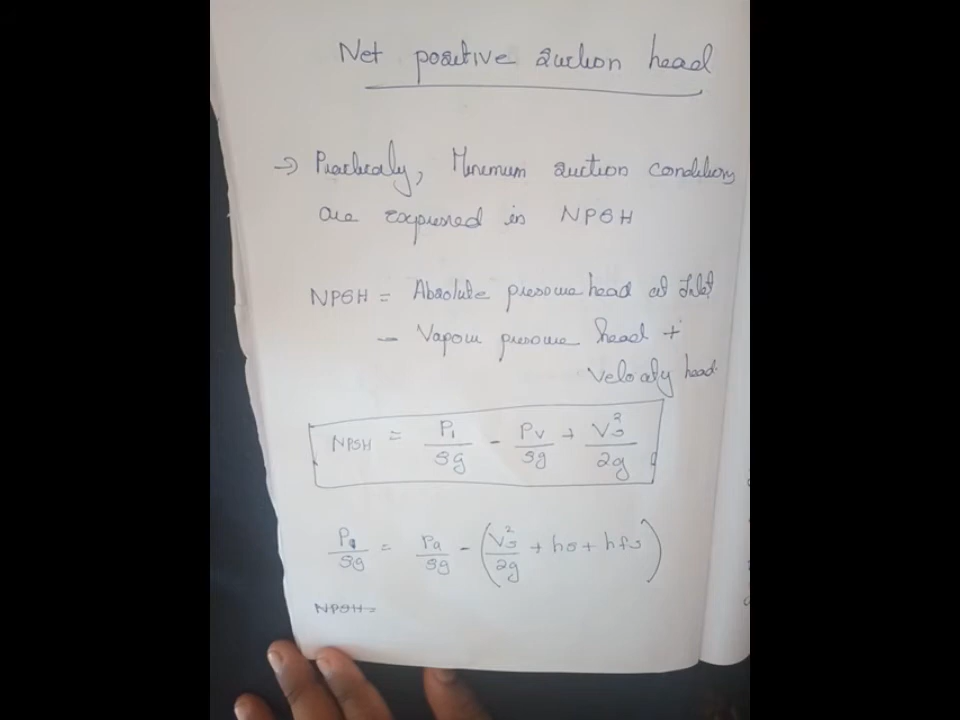 Net positive suction head
→ Practically, Minimum suction conditions
are expressed in NPSH
NPSH = Absolute pressure head at Inlet
- Vapour pressure head +
Velocity head.
NPSH = P₁/ρg - Pv/ρg + Vs²/2g
P₁/ρg = Pa/ρg - (Vs²/2g + hs + hfs)
NPSH =